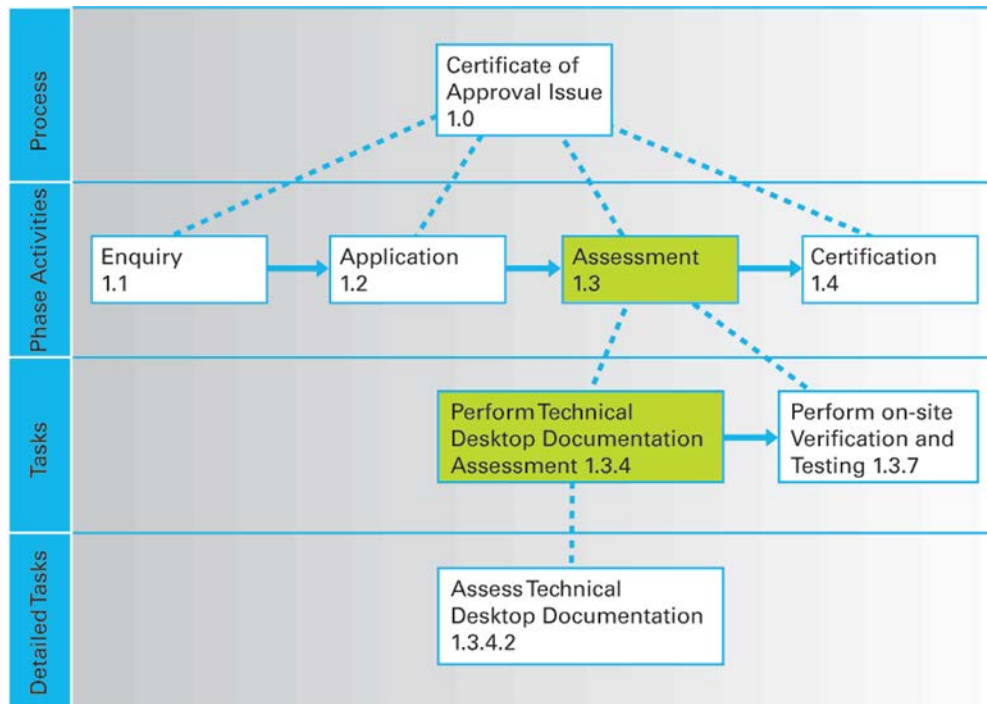 Process
Certificate of
Approval Issue
1.0
Phase Activities
Enquiry
1.1
Application
1.2
Assessment
1.3
Certification
1.4
Tasks
Perform Technical
Desktop Documentation
Assessment 1.3.4
Perform on-site
Verification and
Testing 1.3.7
Detailed Tasks
Assess Technical
Desktop Documentation
1.3.4.2